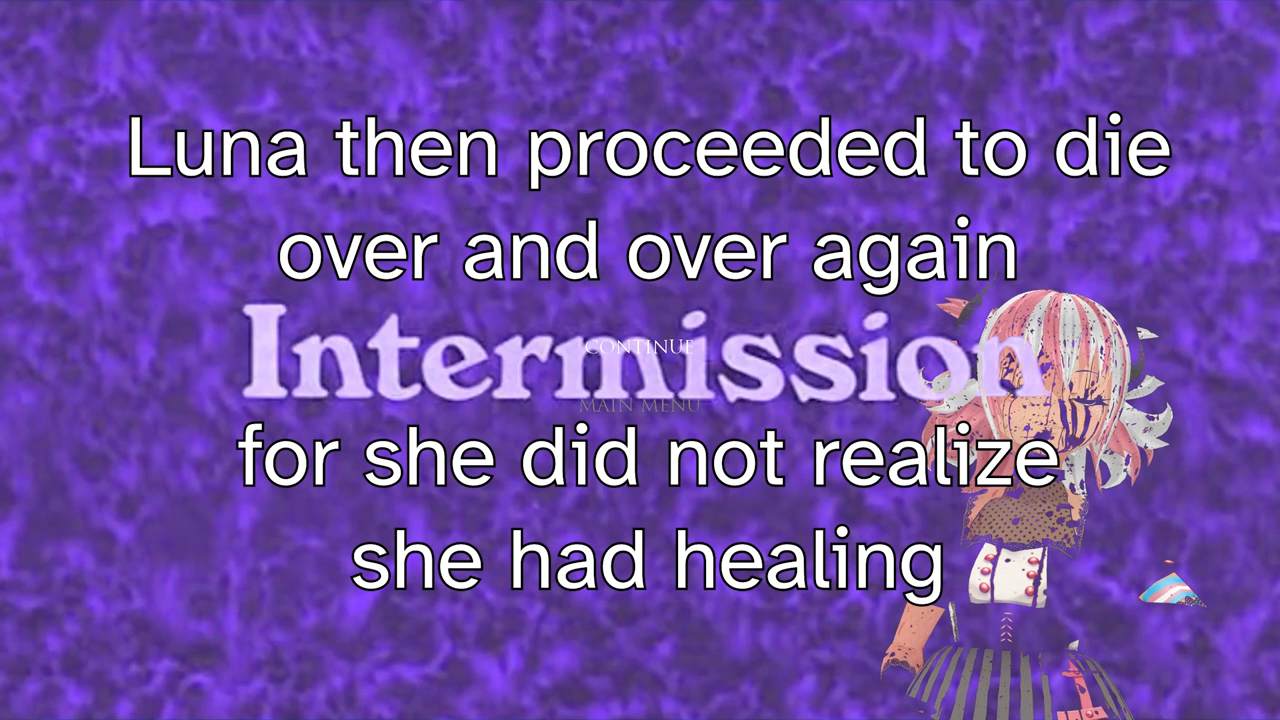 Luna then proceeded to die
over and over again
Intermission
CONTINUE
MAIN MENU
for she did not realize
she had healing